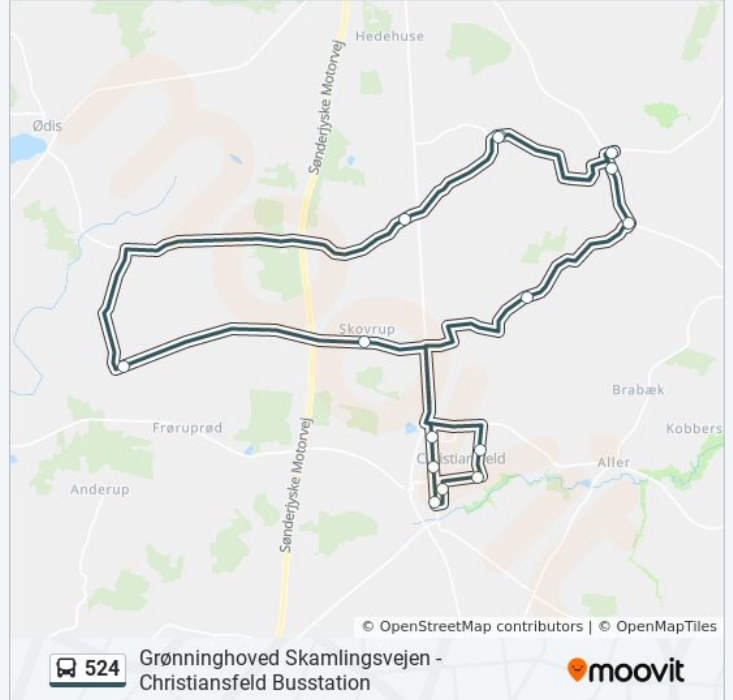 Hedehuse
Sønderjyske Motorvej
Ødis
Skovrup
Brabæk
Frøruprød
Kobbers
Christiansfeld
Aller
Anderup
Sønderjyske Motorvej
© OpenStreetMap contributors | © OpenMapTiles
524
Grønninghoved Skamlingsvejen -
Christiansfeld Busstation
moovit